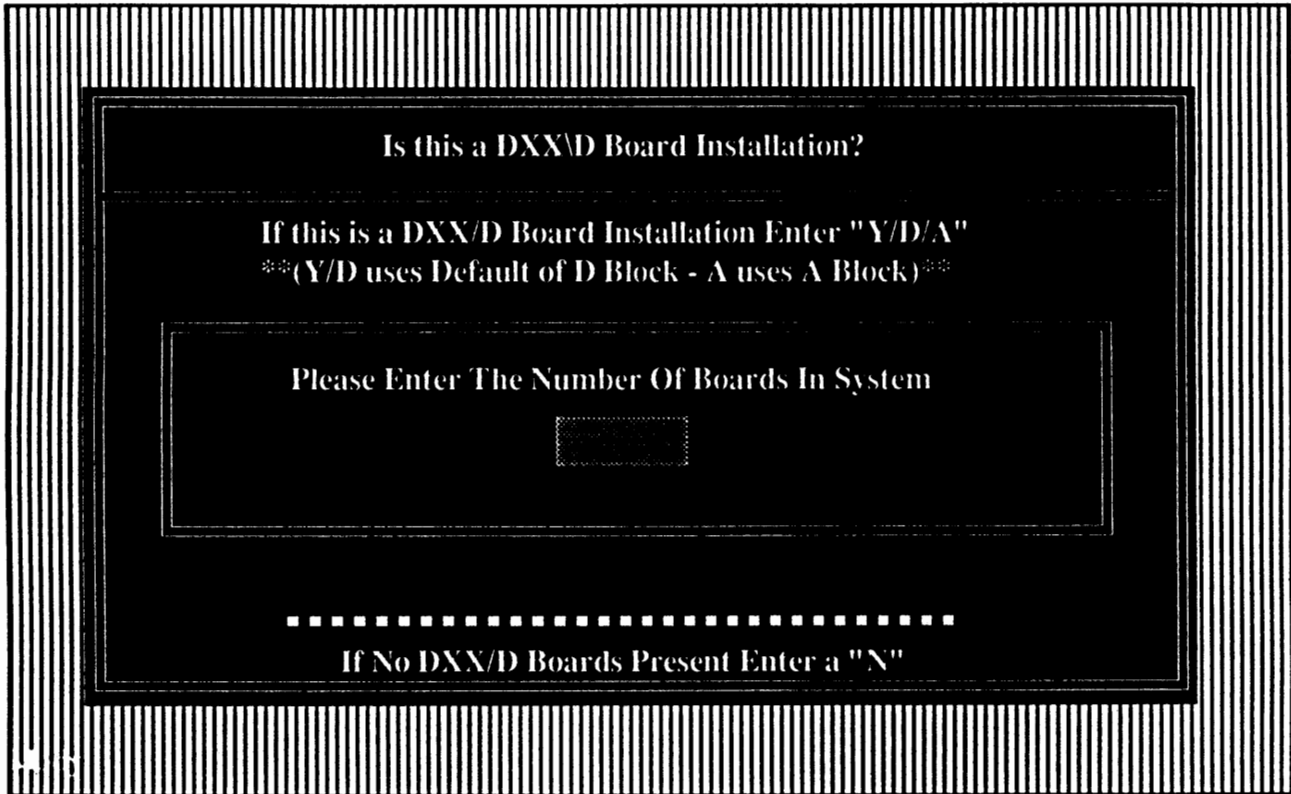 Is this a DXX\D Board Installation?
If this is a DXX/D Board Installation Enter "Y/D/A"
**(Y/D uses Default of D Block - A uses A Block)**
Please Enter The Number Of Boards In System
If No DXX/D Boards Present Enter a "N"